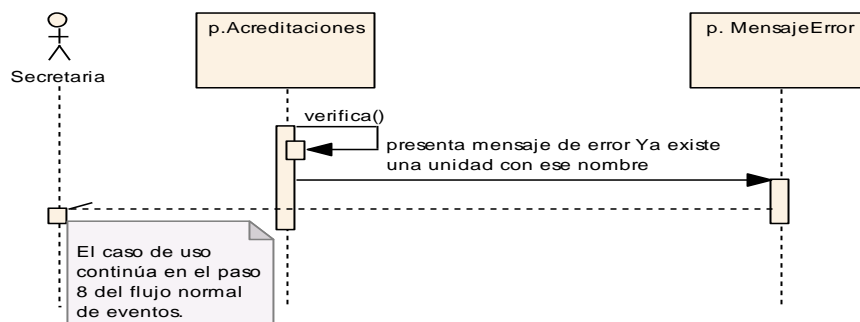 p.Acreditaciones
p. MensajeError
Secretaria
verifica()
presenta mensaje de error Ya existe
una unidad con ese nombre
El caso de uso
continúa en el paso
8 del flujo normal
de eventos.